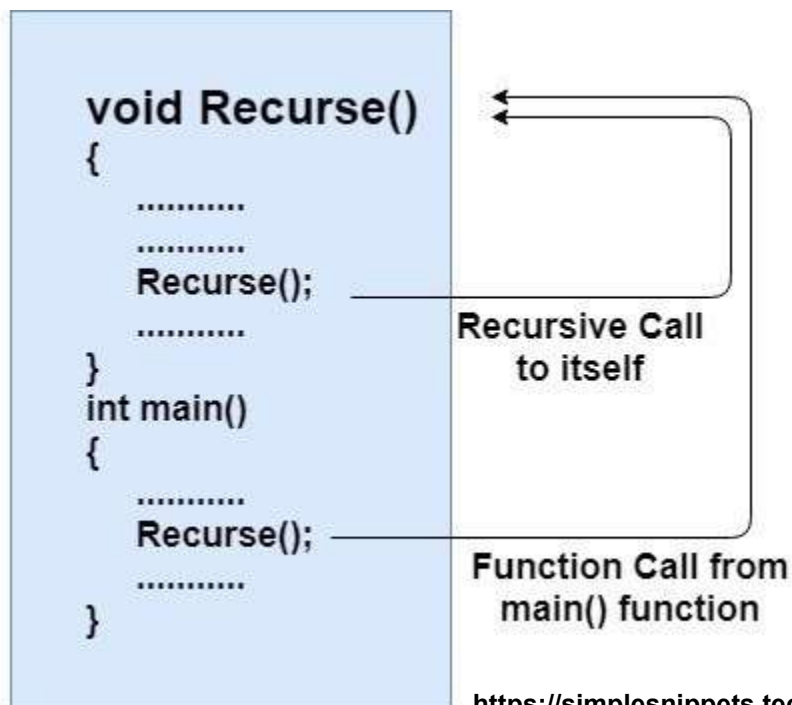 void Recurse()
{
...........
...........
Recurse();
...........
}
int main()
{
...........
Recurse();
...........
}
Recursive Call
to itself
Function Call from
main() function